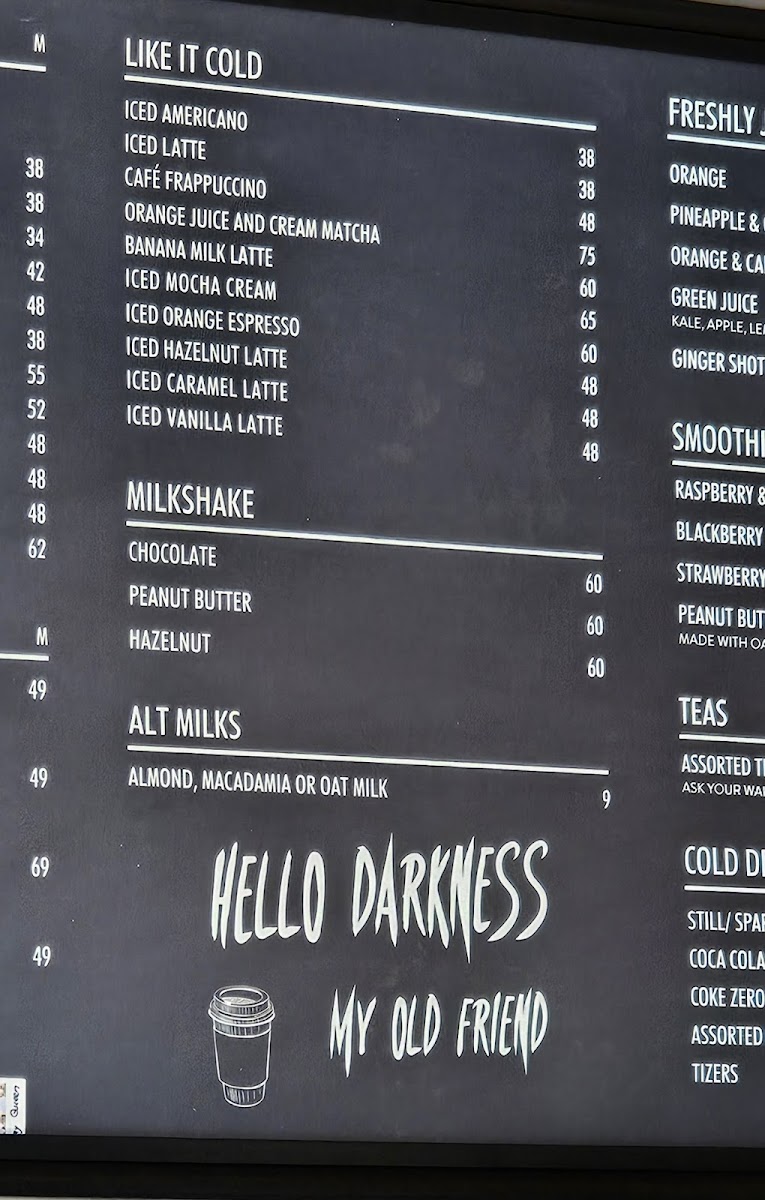 M
38
38
34
42
48
38
55
52
48
48
48
62
M
49
49
69
49
LIKE IT COLD
ICED AMERICANO 38
ICED LATTE 38
CAFÉ FRAPPUCCINO 48
ORANGE JUICE AND CREAM MATCHA 75
BANANA MILK LATTE 60
ICED MOCHA CREAM 65
ICED ORANGE ESPRESSO 60
ICED HAZELNUT LATTE 48
ICED CARAMEL LATTE 48
ICED VANILLA LATTE 48
MILKSHAKE
CHOCOLATE 60
PEANUT BUTTER 60
HAZELNUT 60
ALT MILKS
ALMOND, MACADAMIA OR OAT MILK 9
HELLO DARKNESS
MY OLD FRIEND
FRESHLY
ORANGE
PINEAPPLE &
ORANGE &
GREEN JUICE
KALE, APPLE,
GINGER SHOT
SMOOTHI
RASPBERRY &
BLACKBERRY
STRAWBERRY
PEANUT BUT
MADE WITH
TEAS
ASSORTED
ASK YOUR
COLD
STILL/
COCA COLA
COKE ZERO
ASSORTED
TIZERS
Queen